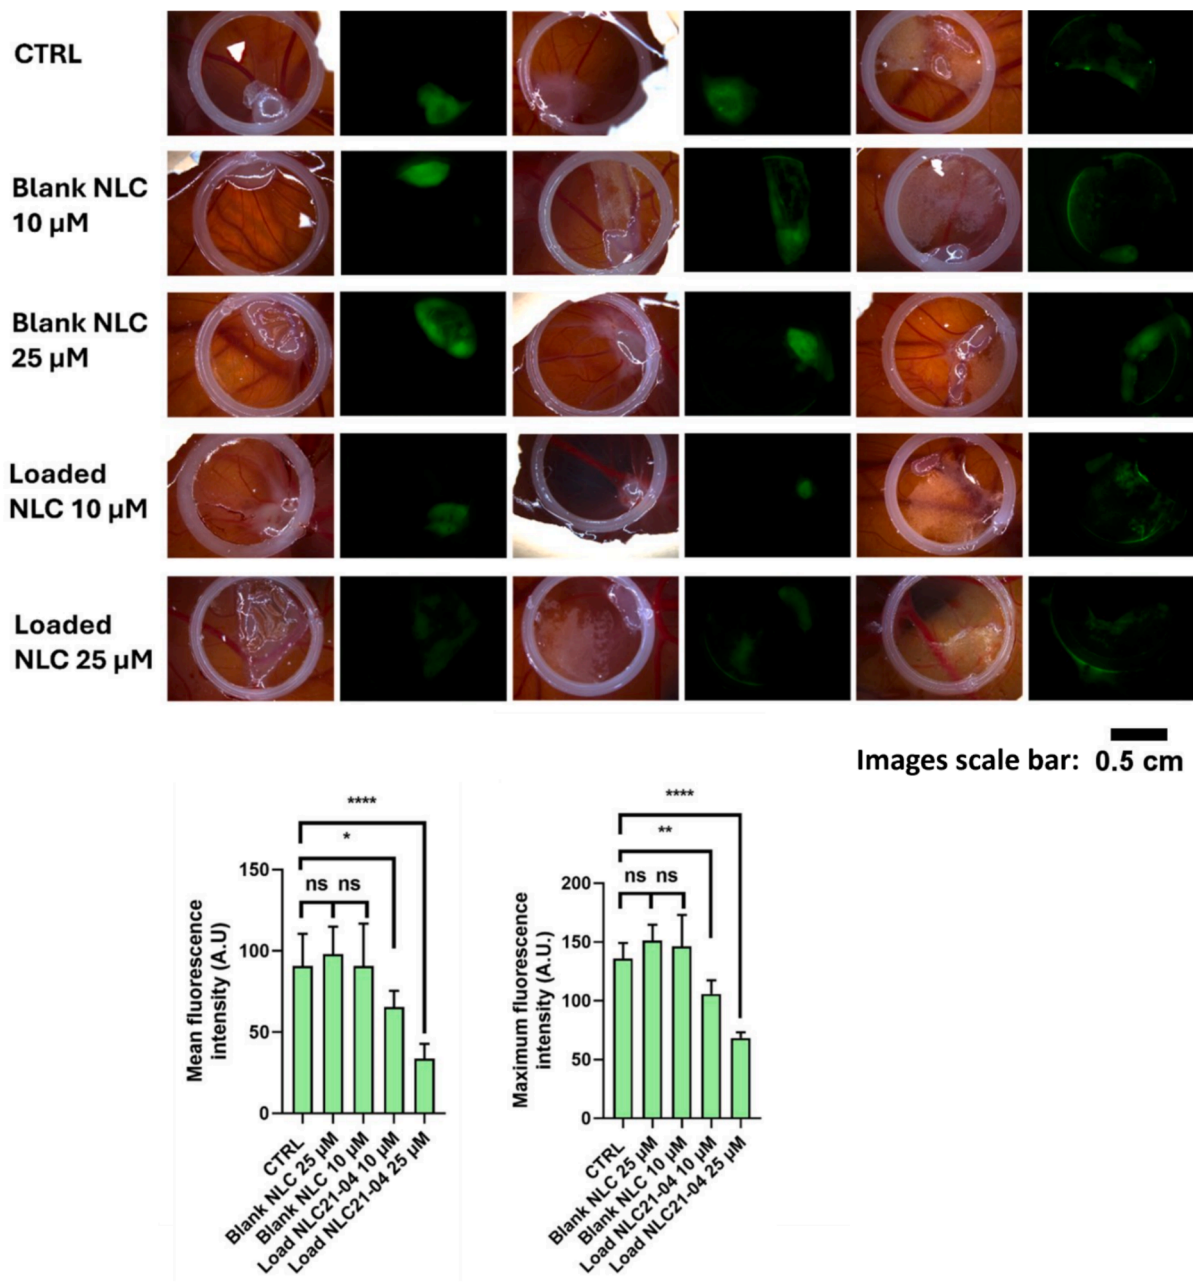 CTRL
Blank NLC
10 µM
Blank NLC
25 µM
Loaded
NLC 10 µM
Loaded
NLC 25 µM
Images scale bar: 0.5 cm
****
*
ns ns
150
100
50
0
Mean fluorescence
intensity (A.U)
CTRL
Blank NLC 25 µM
Blank NLC 10 µM
Load NLC21-04 10 µM
Load NLC21-04 25 µM
****
**
ns ns
200
150
100
50
0
Maximum fluorescence
intensity (A.U.)
CTRL
Blank NLC 25 µM
Blank NLC 10 µM
Load NLC21-04 10 µM
Load NLC21-04 25 µM